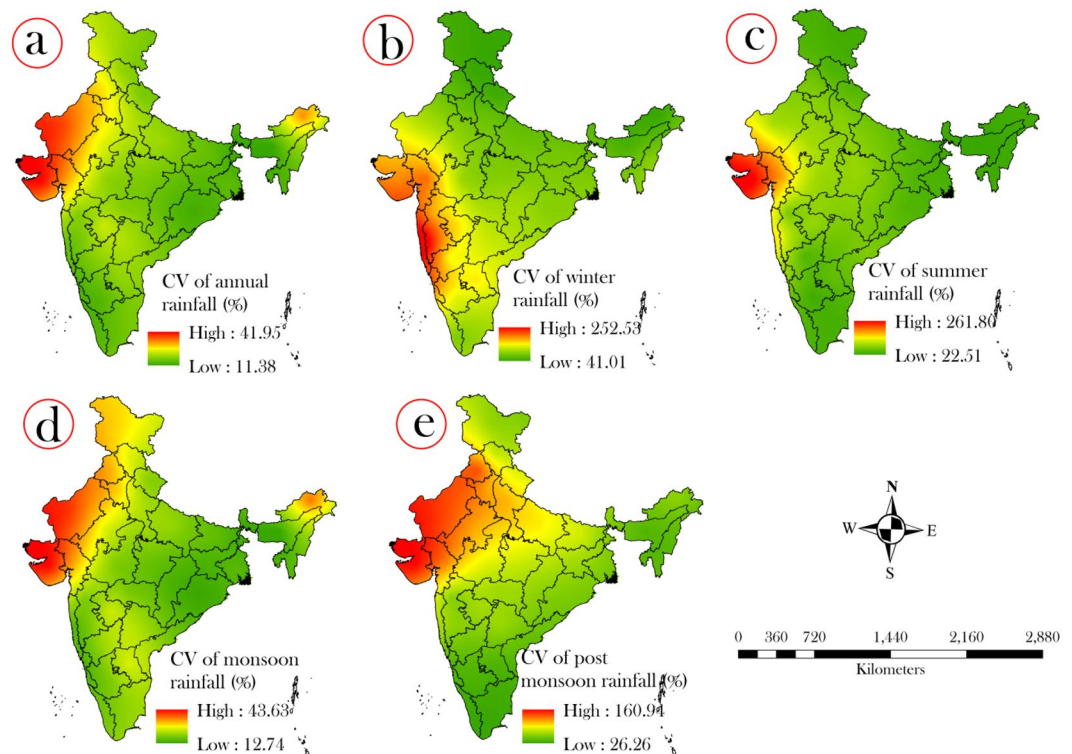 a
CV of annual
rainfall (%)
High : 41.95
Low : 11.38
b
CV of winter
rainfall (%)
High : 252.53
Low : 41.01
c
CV of summer
rainfall (%)
High : 261.80
Low : 22.51
d
CV of monsoon
rainfall (%)
High : 43.63
Low : 12.74
e
CV of post
monsoon rainfall (%)
High : 160.94
Low : 26.26
N
W E
S
0 360 720 1,440 2,160 2,880
Kilometers